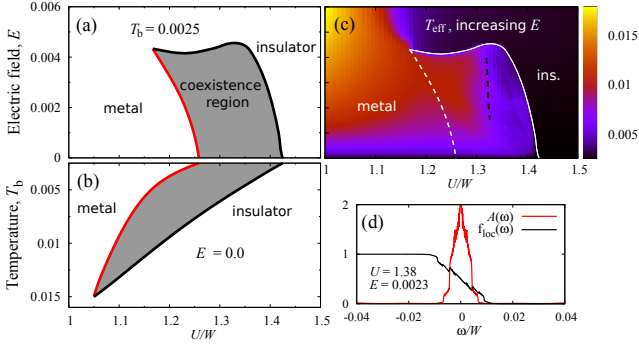 (a)
T_b = 0.0025
insulator
coexistence
region
metal
Electric field, E
0.006
0.004
0.002
0
(b)
metal
insulator
E = 0.0
Temperature, T_b
0.005
0.01
0.015
1 1.1 1.2 1.3 1.4 1.5
U/W
(c)
T_eff, increasing E
ins.
metal
1 1.1 1.2 1.3 1.4 1.5
U/W
0.015
0.01
0.005
(d)
A(ω)
f_loc(ω)
U = 1.38
E = 0.0023
2
1
0
-0.04 -0.02 0 0.02 0.04
ω/W